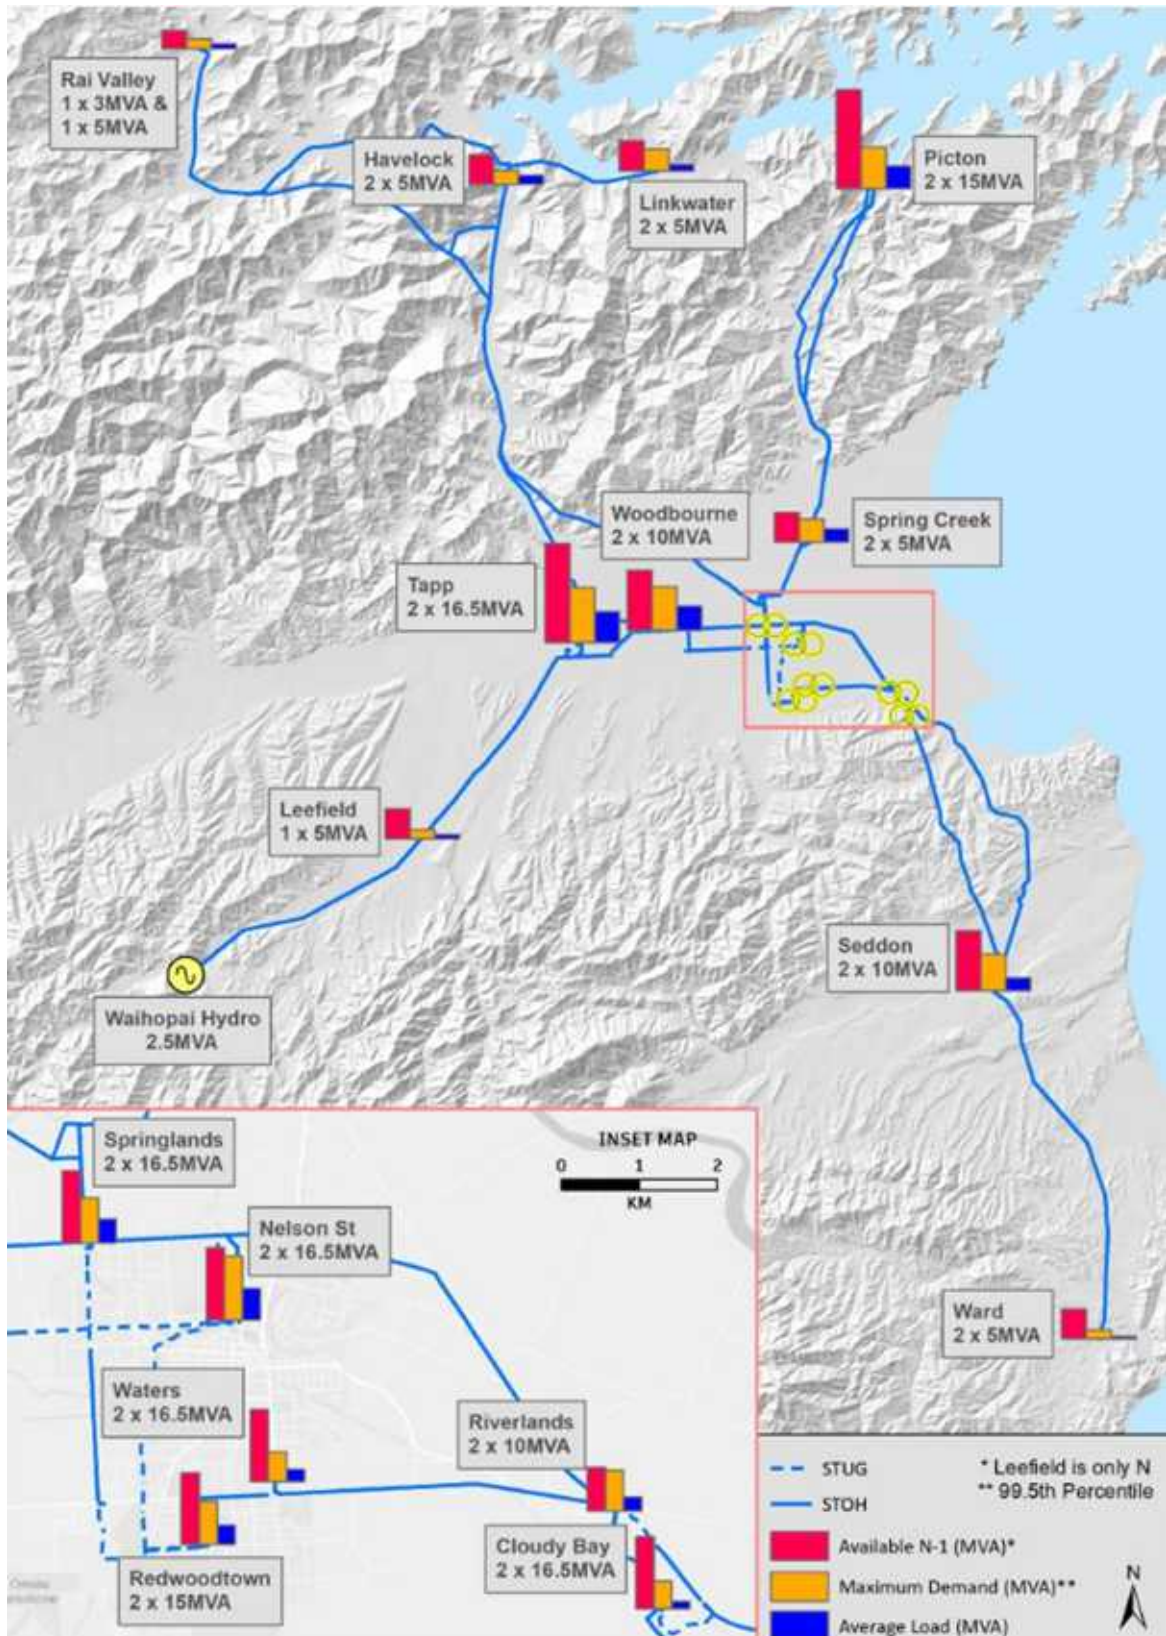 Rai Valley
1 x 3MVA &
1 x 5MVA
Havelock
2 x 5MVA
Linkwater
2 x 5MVA
Picton
2 x 15MVA
Woodbourne
2 x 10MVA
Spring Creek
2 x 5MVA
Tapp
2 x 16.5MVA
Leefield
1 x 5MVA
Seddon
2 x 10MVA
Waihopai Hydro
2.5MVA
Ward
2 x 5MVA
INSET MAP
0 1 2
KM
Springlands
2 x 16.5MVA
Nelson St
2 x 16.5MVA
Waters
2 x 16.5MVA
Riverlands
2 x 10MVA
Cloudy Bay
2 x 16.5MVA
Redwoodtown
2 x 15MVA
STUG
* Leefield is only N
** 99.5th Percentile
STOH
Available N-1 (MVA)*
Maximum Demand (MVA)**
Average Load (MVA)
N